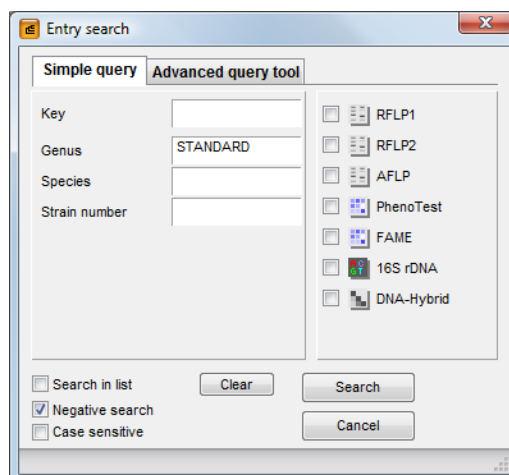 Entry search
Simple query
Advanced query tool
Key
Genus
STANDARD
Species
Strain number
RFLP1
RFLP2
AFLP
PhenoTest
FAME
16S rDNA
DNA-Hybrid
Search in list
Negative search
Case sensitive
Clear
Search
Cancel